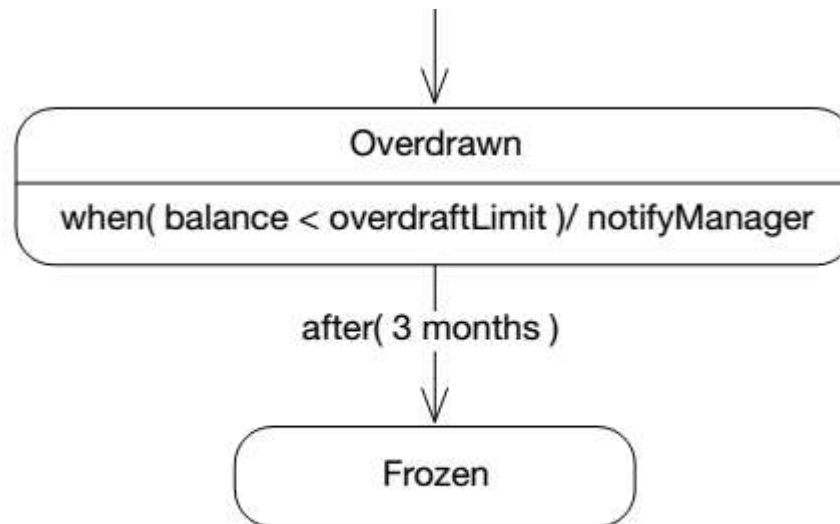 Overdrawn
when( balance < overdraftLimit )/ notifyManager
after( 3 months )
Frozen